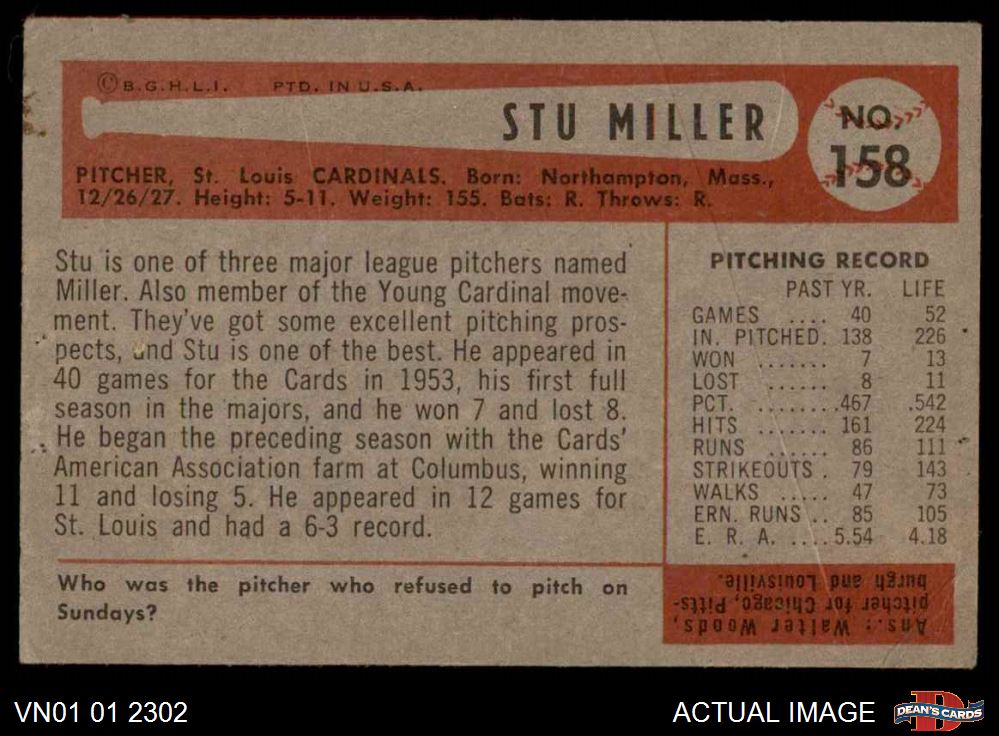 ©B.G.H.L.I. PTD. IN U.S.A.
STU MILLER
NO.
158
PITCHER, St. Louis CARDINALS. Born: Northampton, Mass.,
12/26/27. Height: 5-11. Weight: 155. Bats: R. Throws: R.
Stu is one of three major league pitchers named
Miller. Also member of the Young Cardinal move-
ment. They've got some excellent pitching pros-
pects, and Stu is one of the best. He appeared in
40 games for the Cards in 1953, his first full
season in the majors, and he won 7 and lost 8.
He began the preceding season with the Cards'
American Association farm at Columbus, winning
11 and losing 5. He appeared in 12 games for
St. Louis and had a 6-3 record.
Who was the pitcher who refused to pitch on
Sundays?
PITCHING RECORD
PAST YR. LIFE
GAMES .... 40 52
IN. PITCHED. 138 226
WON ....... 7 13
LOST ...... 8 11
PCT. ........467 .542
HITS ....... 161 224
RUNS ...... 86 111
STRIKEOUTS . 79 143
WALKS ..... 47 73
ERN. RUNS .. 85 105
E. R. A. ....5.54 4.18
Ans.: Walter Woods,
pitcher for Chicago, Pitts-
burgh and Louisville.
VN01 01 2302
ACTUAL IMAGE
D
DEAN'S CARDS